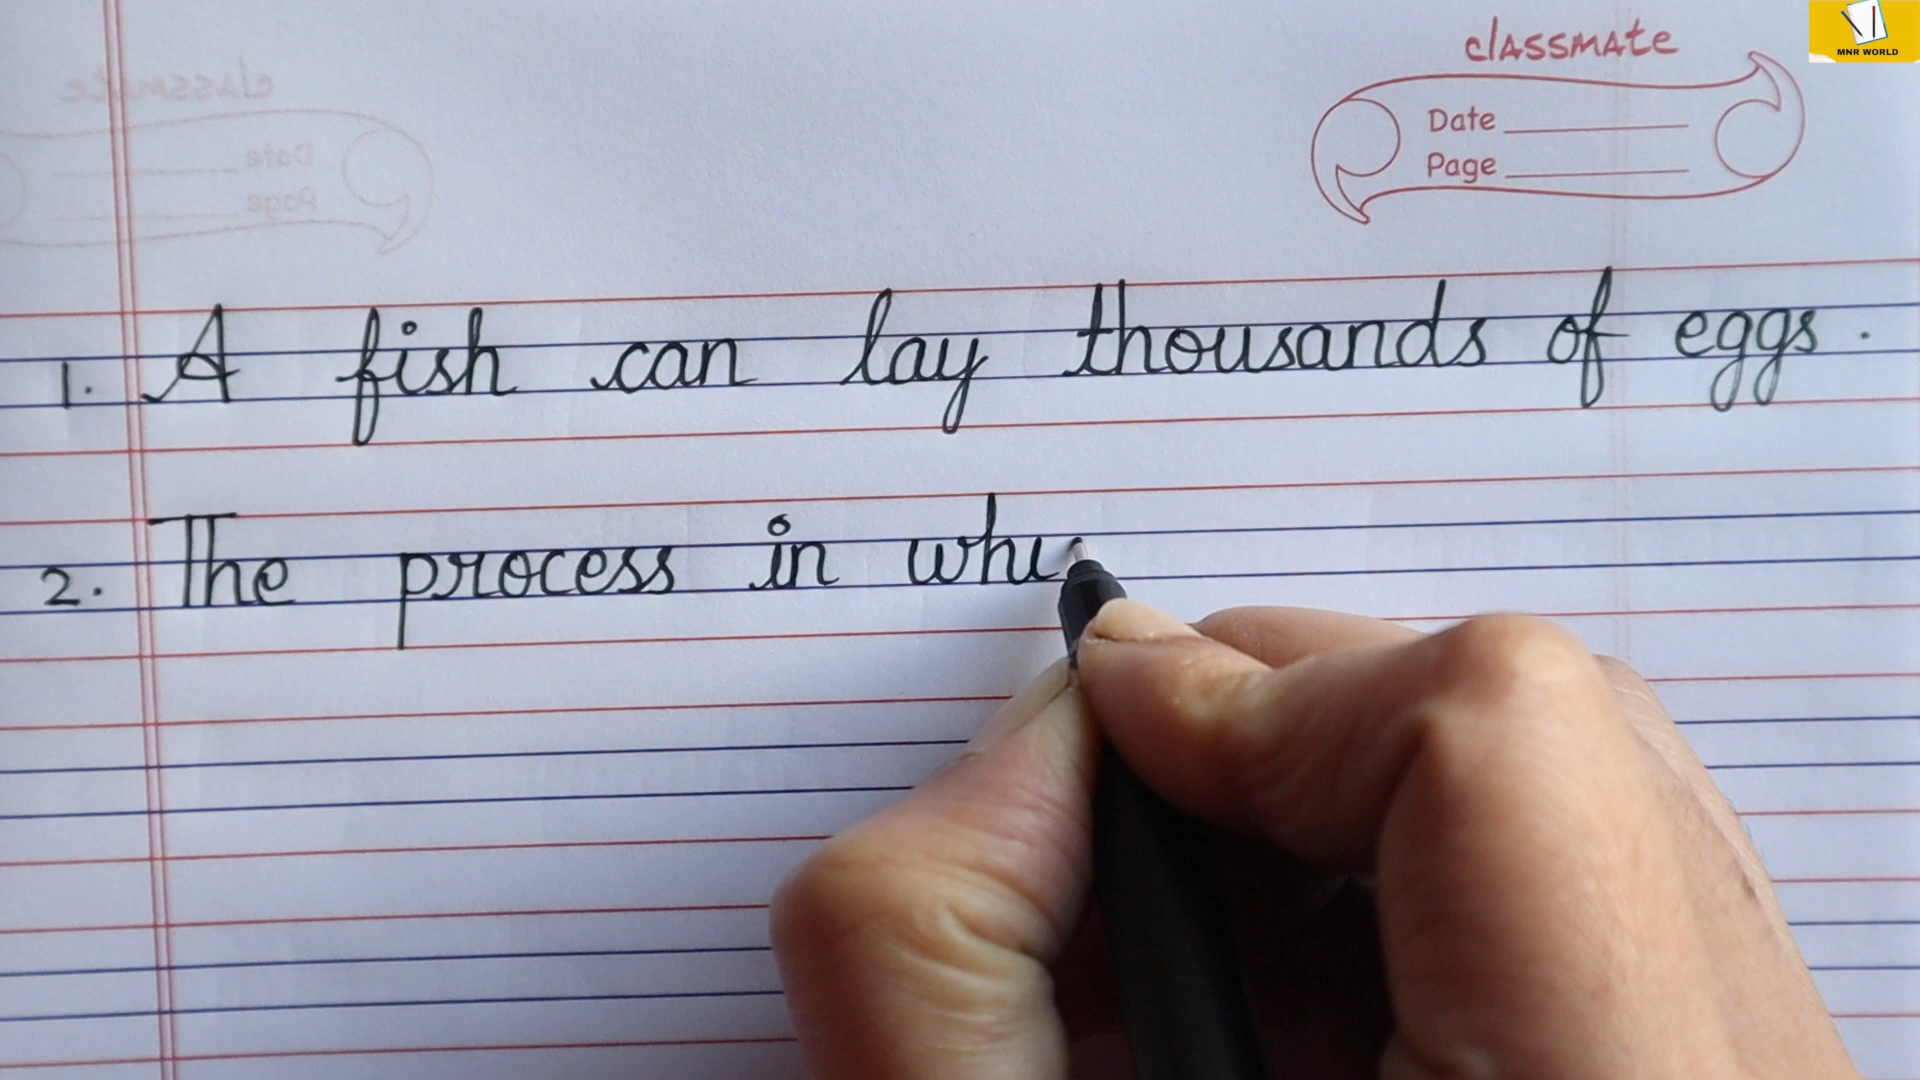 classmate
MNR WORLD
Date
Page
1. A fish can lay thousands of eggs.
2. The process in whi